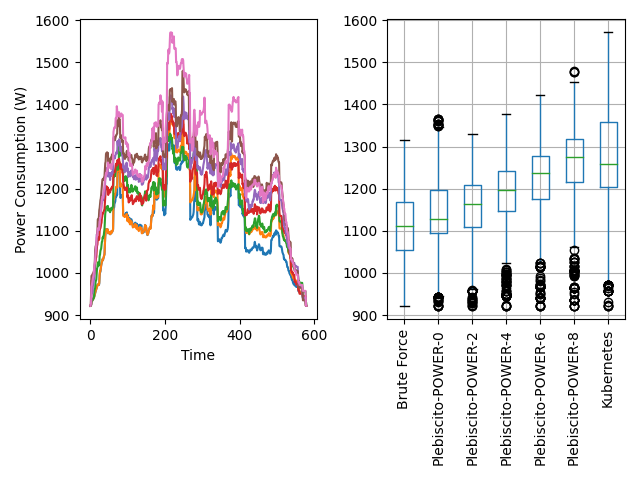 1600
1500
1400
1300
1200
1100
1000
900
Power Consumption (W)
0
200
400
600
Time
1600
1500
1400
1300
1200
1100
1000
900
Brute Force
Plebiscito-POWER-0
Plebiscito-POWER-2
Plebiscito-POWER-4
Plebiscito-POWER-6
Plebiscito-POWER-8
Kubernetes